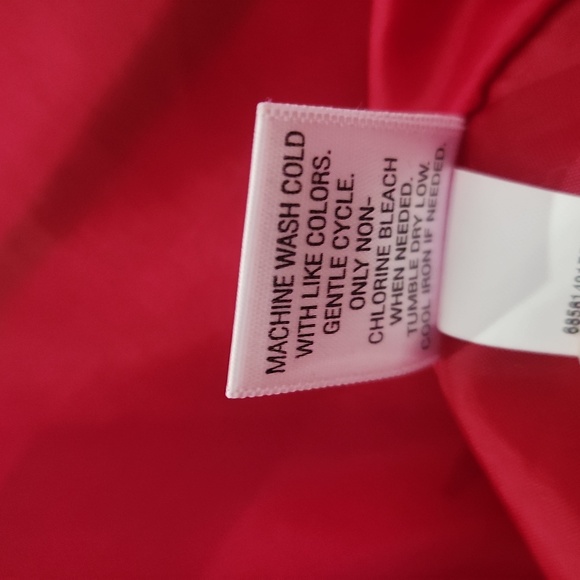 MACHINE WASH COLD
WITH LIKE COLORS.
GENTLE CYCLE.
ONLY NON-
CHLORINE BLEACH
WHEN NEEDED.
TUMBLE DRY LOW.
COOL IRON IF NEEDED.